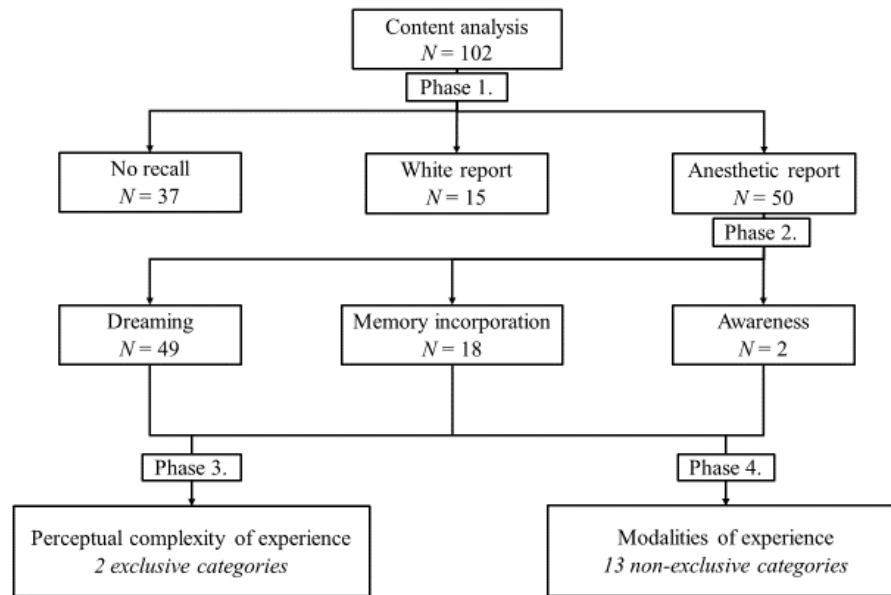 Content analysis
N = 102
Phase 1.
No recall
N = 37
White report
N = 15
Anesthetic report
N = 50
Phase 2.
Dreaming
N = 49
Memory incorporation
N = 18
Awareness
N = 2
Phase 3.
Phase 4.
Perceptual complexity of experience
2 exclusive categories
Modalities of experience
13 non-exclusive categories